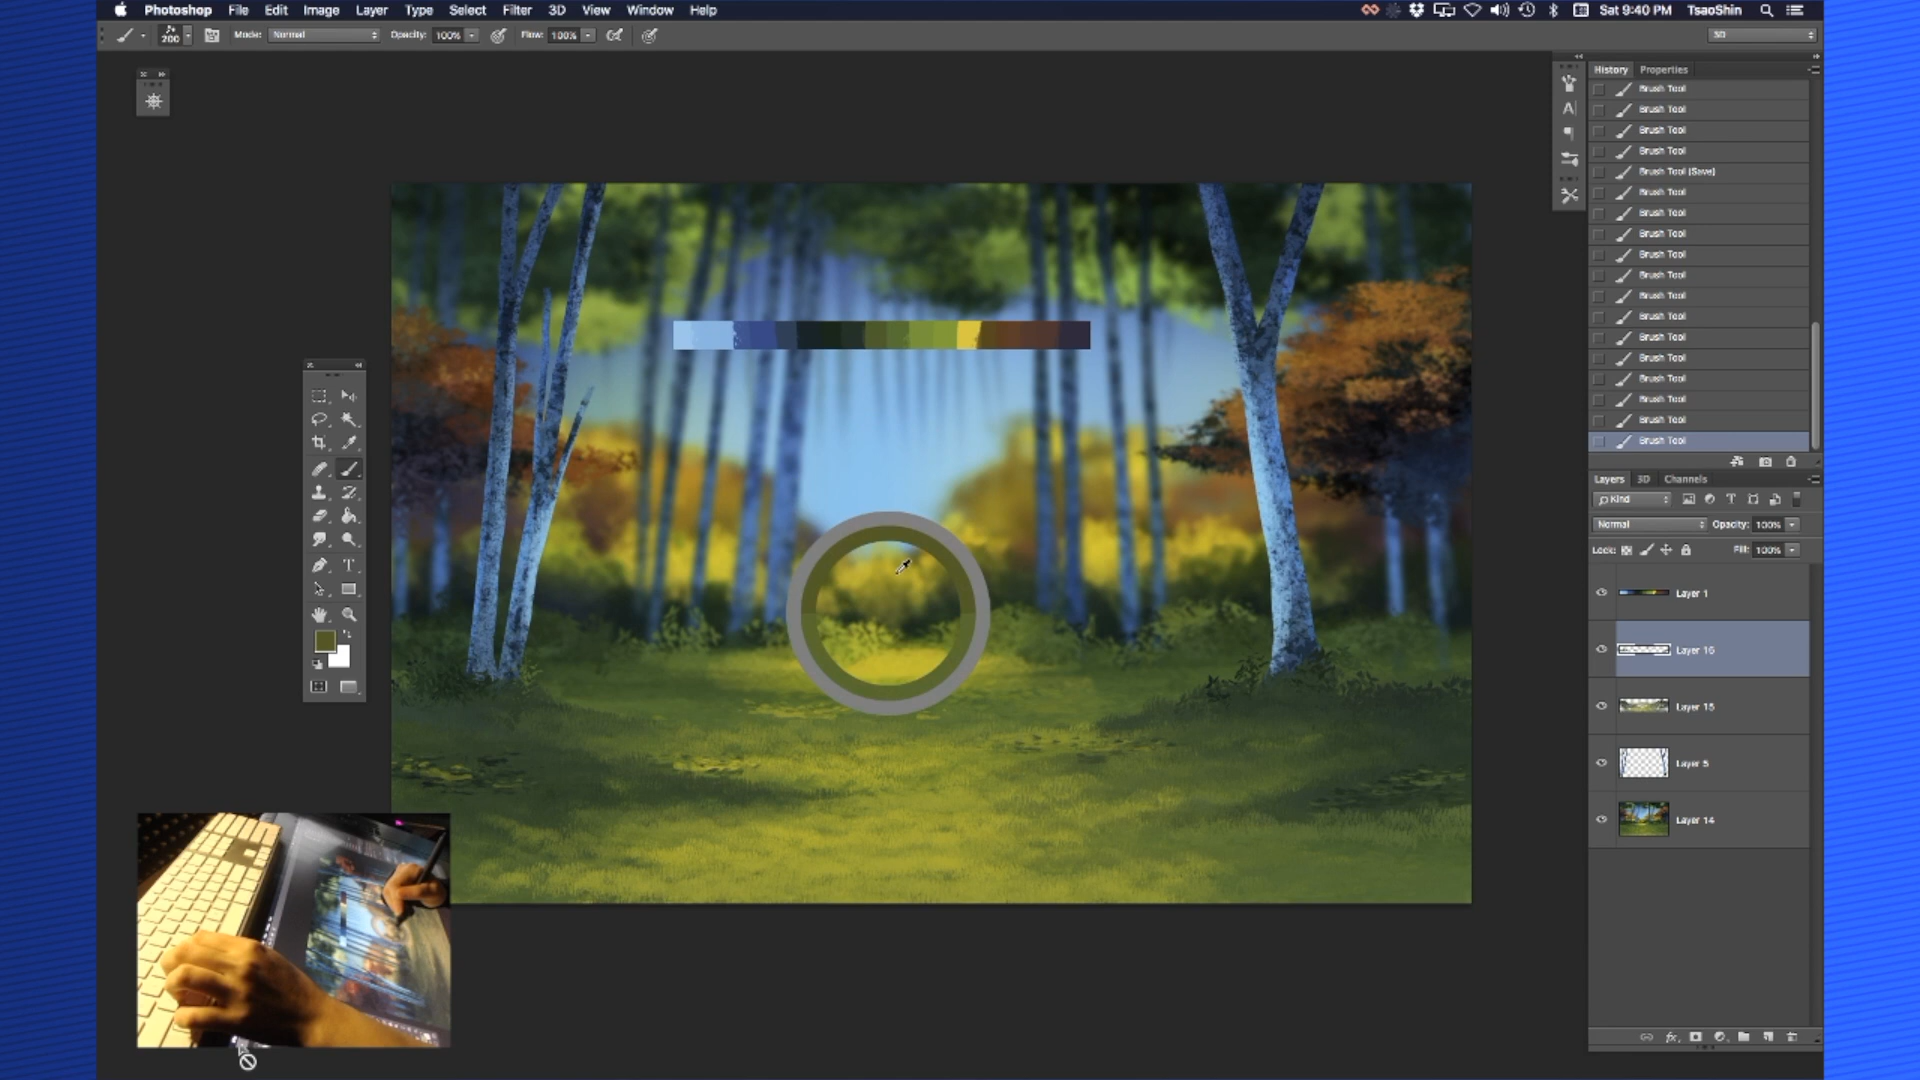 Photoshop File Edit Image Layer Type Select Filter 3D View Window Help Sat 9:40 PM TsaoShin
200 Mode: Normal Opacity: 100% Flow: 100% 3D
History Properties
Brush Tool
Brush Tool
Brush Tool
Brush Tool
Brush Tool (Save)
Brush Tool
Brush Tool
Brush Tool
Brush Tool
Brush Tool
Brush Tool
Brush Tool
Brush Tool
Brush Tool
Brush Tool
Brush Tool
Brush Tool
Brush Tool
Layers 3D Channels
Kind
Normal Opacity: 100%
Lock: Fill: 100%
Layer 1
Layer 16
Layer 15
Layer 5
Layer 14